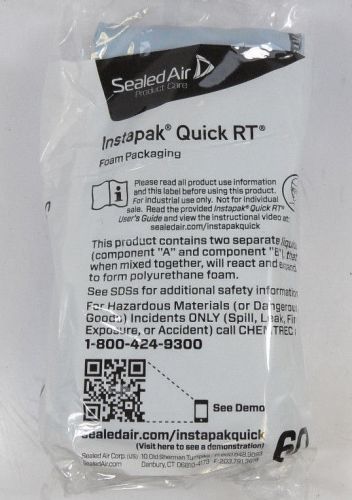 Sealed Air
Product Care
Instapak® Quick RT®
Foam Packaging
Please read all product use information
and this label before using this product.
For industrial use only. Not for individual
sale. Read the provided Instapak® Quick RT®
User's Guide and view the instructional video at:
sealedair.com/instapakquick
This product contains two separate liquids
(component "A" and component "B"), that
when mixed together, will react and expand
to form polyurethane foam.
See SDSs for additional safety information
For Hazardous Materials (or Dangerous
Goods) Incidents ONLY (Spill, Leak, Fire
Exposure, or Accident) call CHEMTREC
1-800-424-9300
See Demo
sealedair.com/instapakquick
(Visit here to see a demonstration)
Sealed Air Corp. (US) 10 Old Sherman Turnpike
SealedAir.com Danbury, CT 06810-4173 F: 203.791.
60